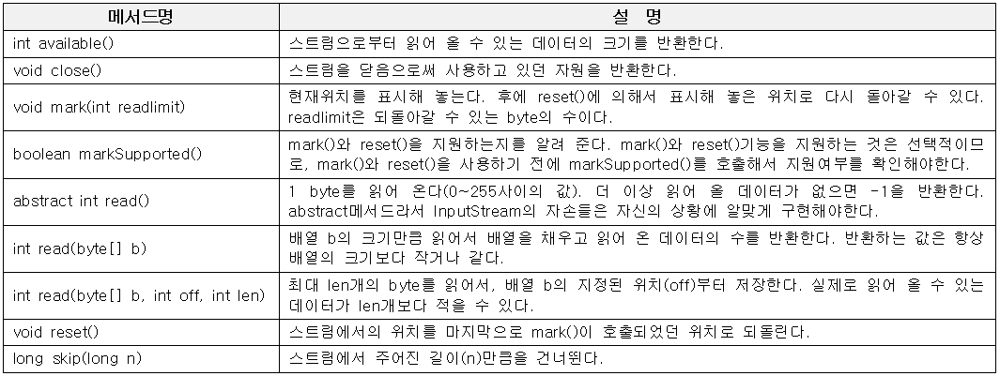 메서드명 설 명
int available() 스트림으로부터 읽어 올 수 있는 데이터의 크기를 반환한다.
void close() 스트림을 닫음으로써 사용하고 있던 자원을 반환한다.
void mark(int readlimit) 현재위치를 표시해 놓는다. 후에 reset()에 의해서 표시해 놓은 위치로 다시 돌아갈 수 있다.
readlimit은 되돌아갈 수 있는 byte의 수이다.
boolean markSupported() mark()와 reset()을 지원하는지를 알려 준다. mark()와 reset()기능을 지원하는 것은 선택적이므
로, mark()와 reset()을 사용하기 전에 markSupported()를 호출해서 지원여부를 확인해야한다.
abstract int read() 1 byte를 읽어 온다(0~255사이의 값). 더 이상 읽어 올 데이터가 없으면 -1을 반환한다.
abstract메서드라서 InputStream의 자손들은 자신의 상황에 알맞게 구현해야한다.
int read(byte[] b) 배열 b의 크기만큼 읽어서 배열을 채우고 읽어 온 데이터의 수를 반환한다. 반환하는 값은 항상
배열의 크기보다 작거나 같다.
int read(byte[] b, int off, int len) 최대 len개의 byte를 읽어서, 배열 b의 지정된 위치(off)부터 저장한다. 실제로 읽어 올 수 있는
데이터가 len개보다 적을 수 있다.
void reset() 스트림에서의 위치를 마지막으로 mark()이 호출되었던 위치로 되돌린다.
long skip(long n) 스트림에서 주어진 길이(n)만큼을 건너뛴다.